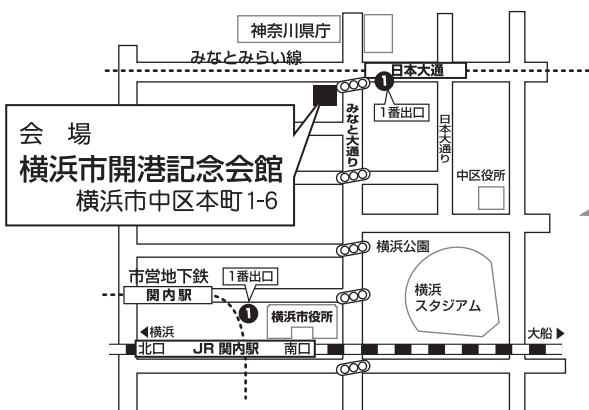 神奈川県庁
みなとみらい線
日本大通
1
1番出口
会 場
横浜市開港記念会館
横浜市中区本町1-6
みなと大通り
日本大通り
中区役所
横浜公園
市営地下鉄
関内駅
1番出口
1
横浜市役所
横浜
スタジアム
◀横浜
大船▶
北口 JR 関内駅 南口